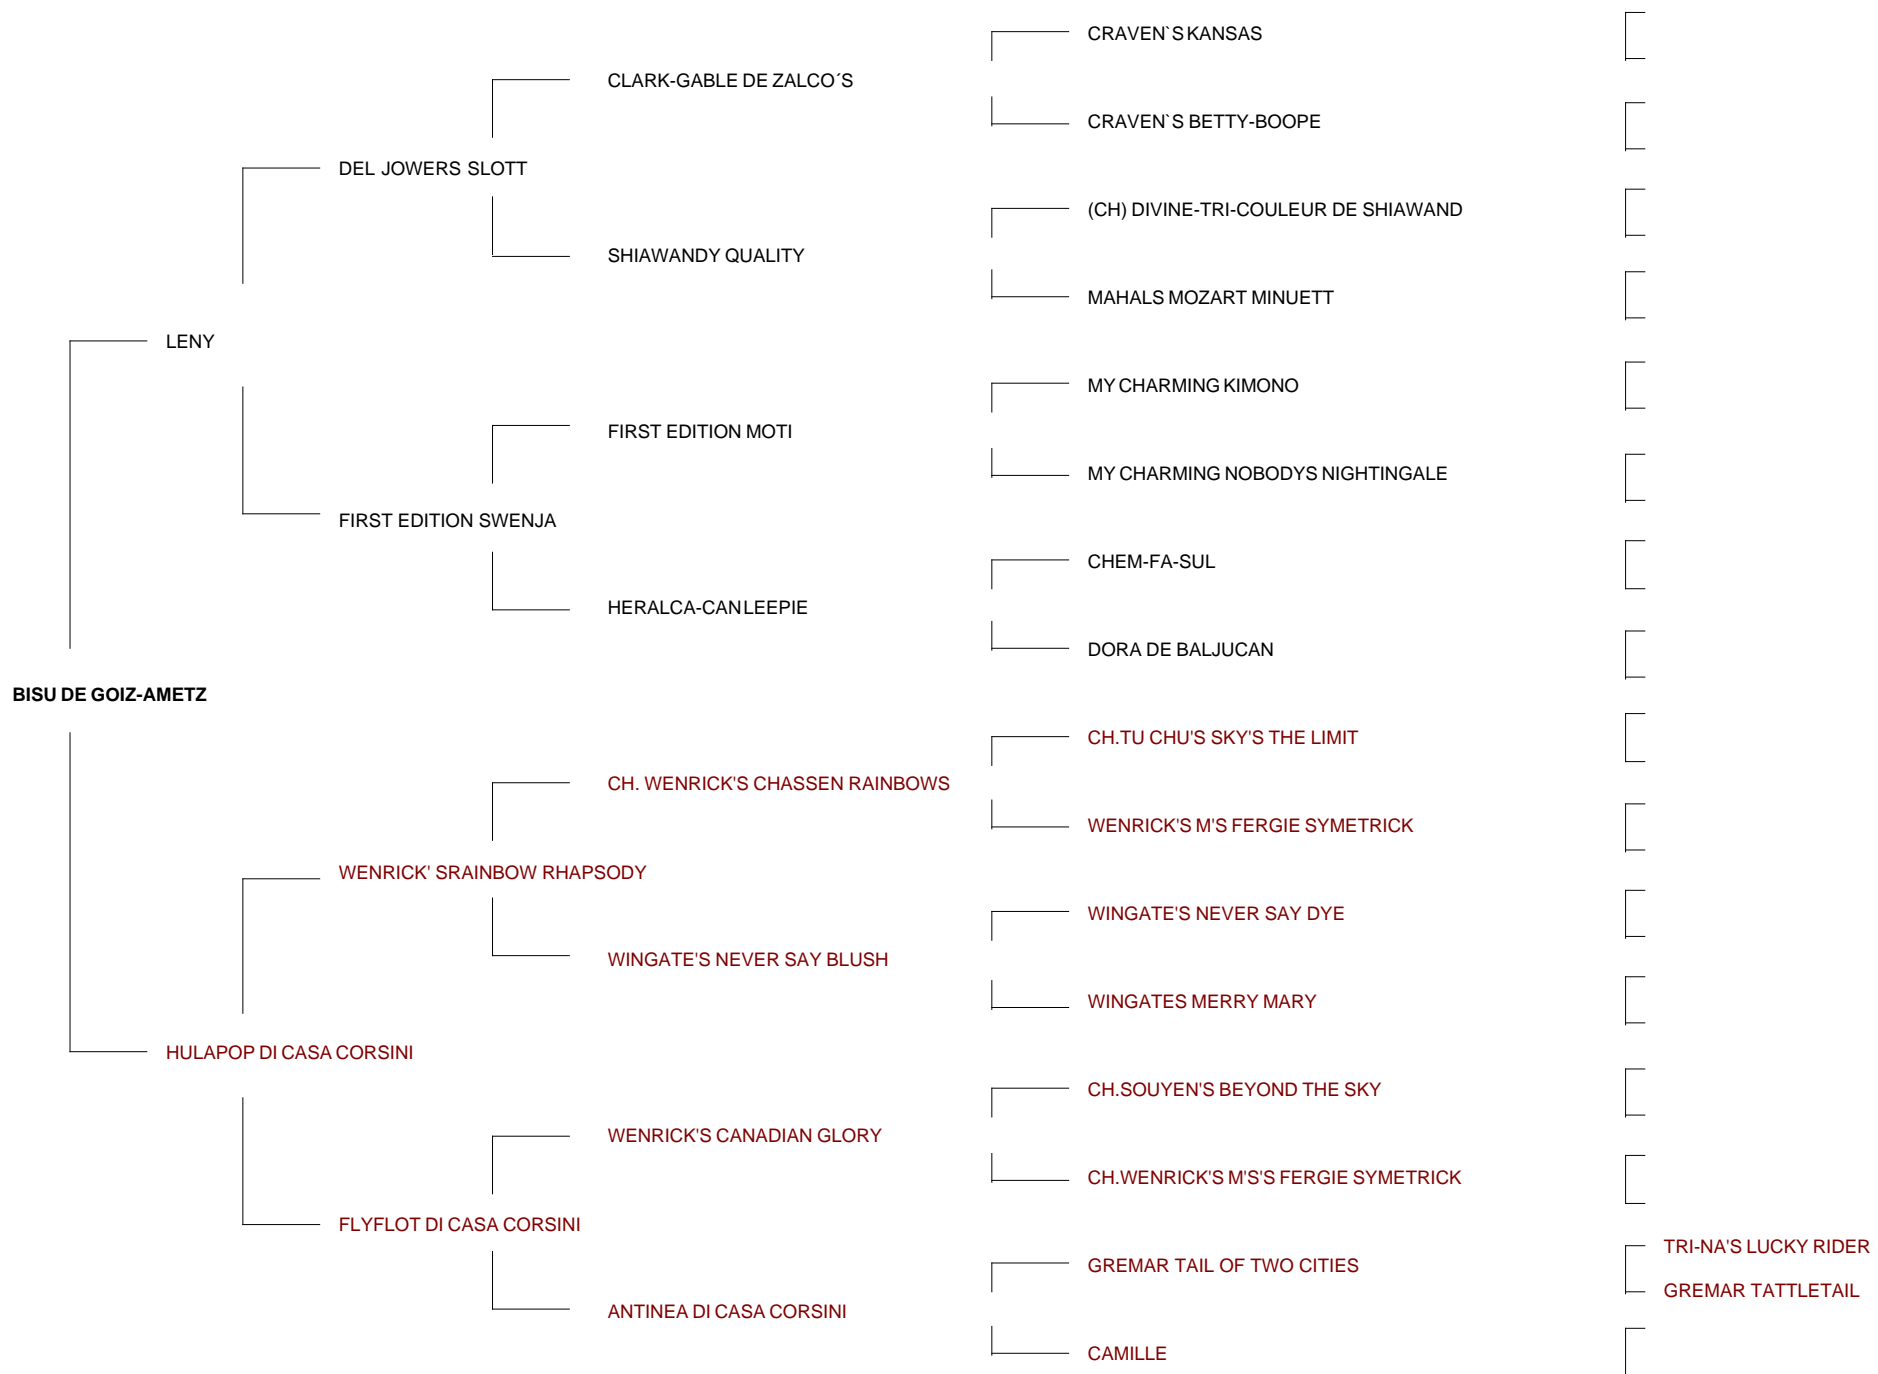 CRAVEN`S KANSAS
CLARK-GABLE DE ZALCO´S
CRAVEN`S BETTY-BOOPE
DEL JOWERS SLOTT
(CH) DIVINE-TRI-COULEUR DE SHIAWAND
SHIAWANDY QUALITY
MAHALS MOZART MINUETT
LENY
MY CHARMING KIMONO
FIRST EDITION MOTI
MY CHARMING NOBODYS NIGHTINGALE
FIRST EDITION SWENJA
CHEM-FA-SUL
HERALCA-CAN LEEPIE
DORA DE BALJUCAN
BISU DE GOIZ-AMETZ
CH.TU CHU'S SKY'S THE LIMIT
CH. WENRICK'S CHASSEN RAINBOWS
WENRICK'S M'S FERGIE SYMETRICK
WENRICK' SRAINBOW RHAPSODY
WINGATE'S NEVER SAY DYE
WINGATE'S NEVER SAY BLUSH
WINGATES MERRY MARY
HULAPOP DI CASA CORSINI
CH.SOUYEN'S BEYOND THE SKY
WENRICK'S CANADIAN GLORY
CH.WENRICK'S M'S'S FERGIE SYMETRICK
FLYFLOT DI CASA CORSINI
TRI-NA'S LUCKY RIDER
GREMAR TAIL OF TWO CITIES
GREMAR TATTLETAIL
ANTINEA DI CASA CORSINI
CAMILLE